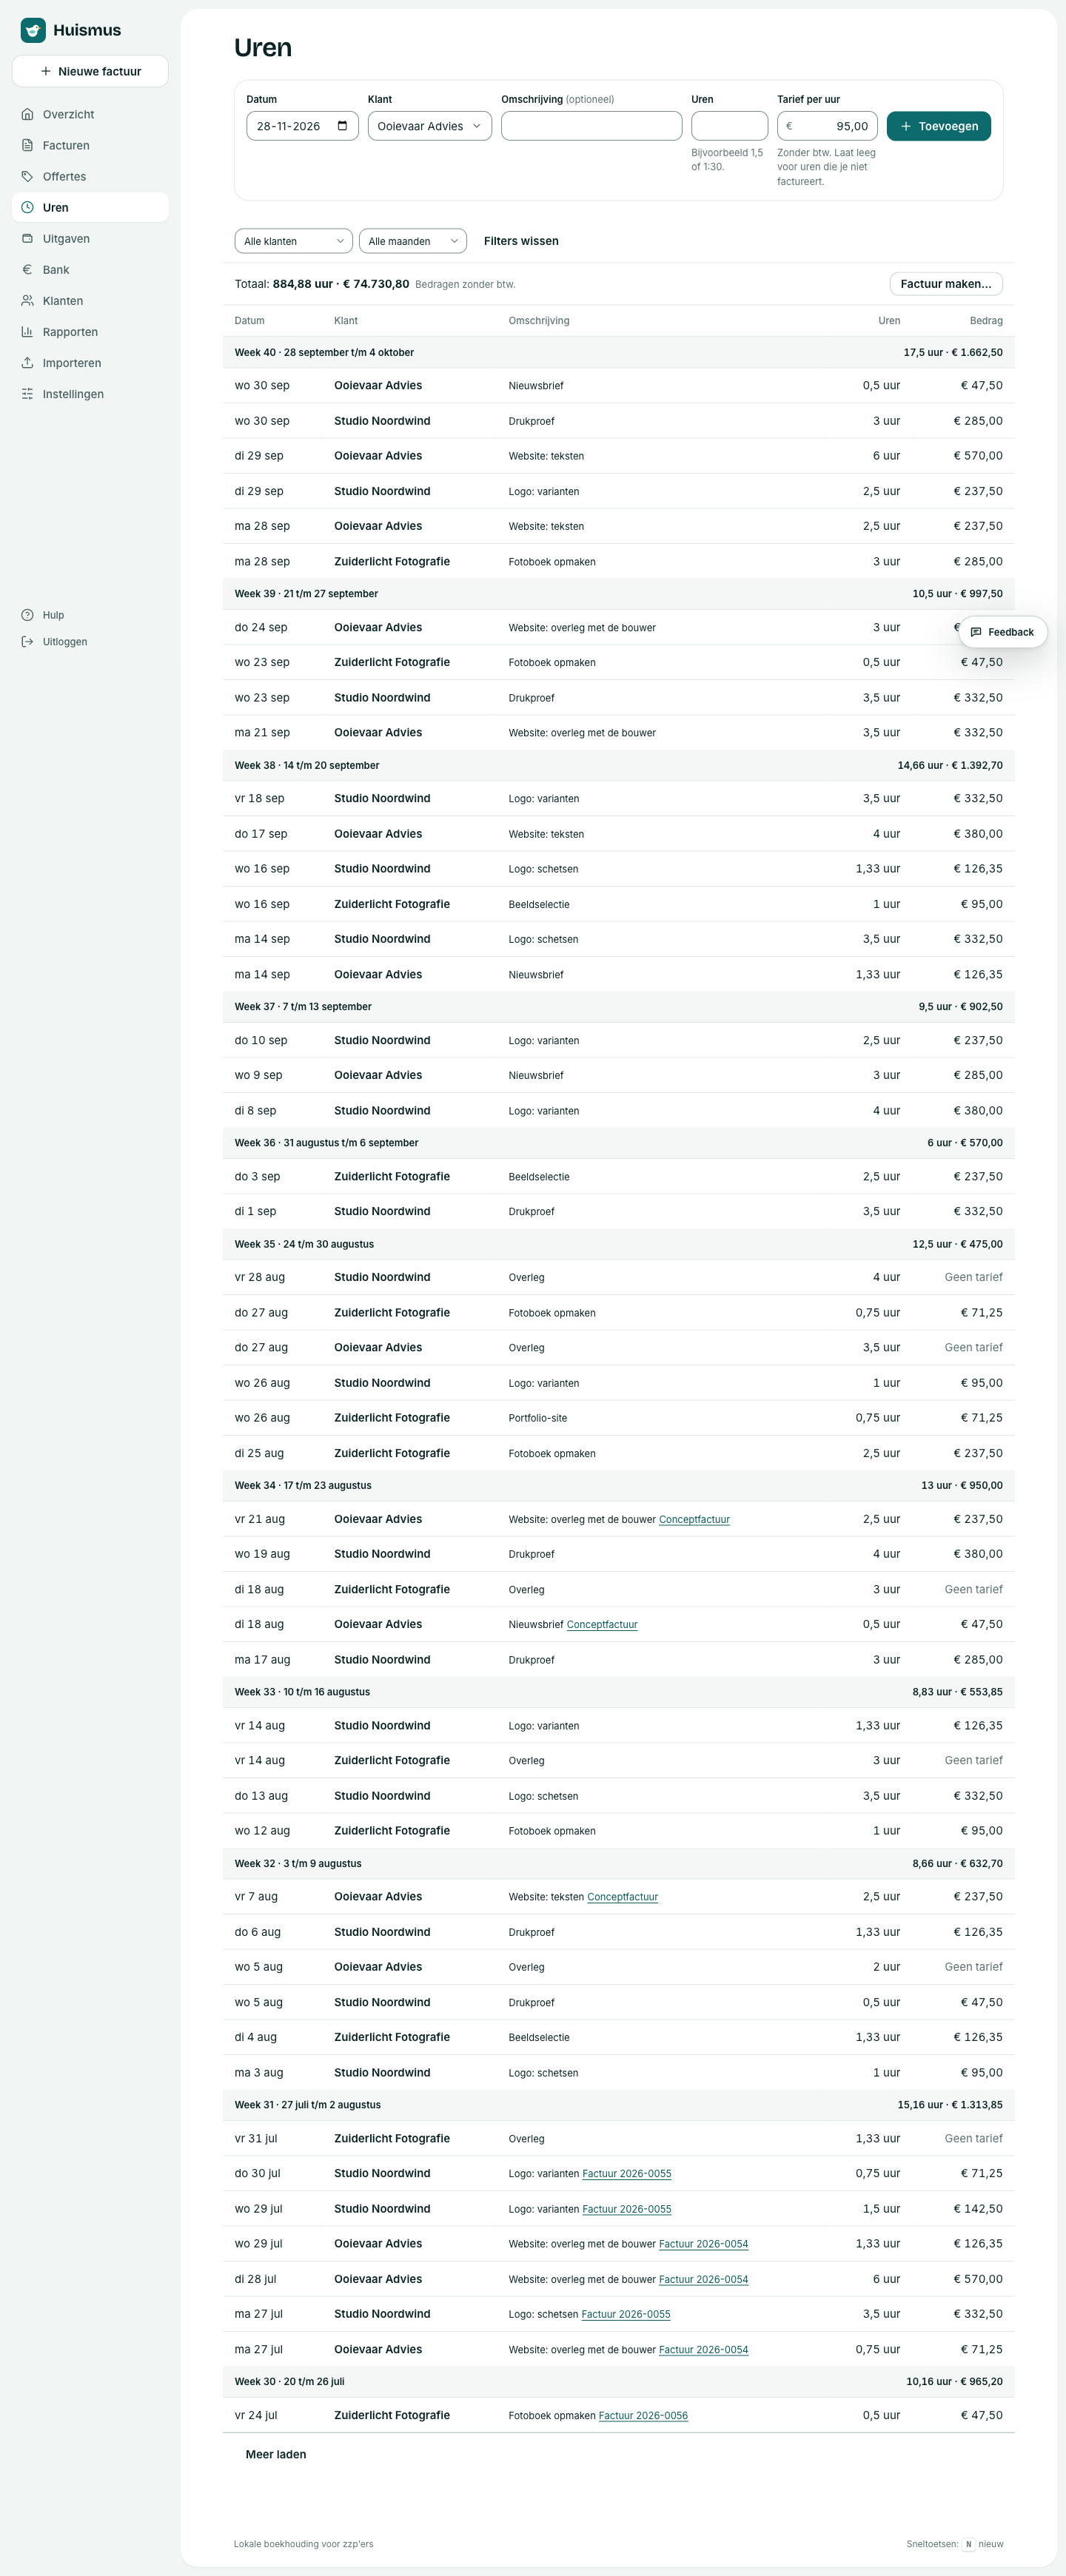 Huismus
Nieuwe factuur
Overzicht
Facturen
Offertes
Uren
Uitgaven
Bank
Klanten
Rapporten
Importeren
Instellingen
Hulp
Uitloggen
Uren
Datum Klant Omschrijving (optioneel) Uren Tarief per uur
28-11-2026 Ooievaar Advies € 95,00 Toevoegen
Bijvoorbeeld 1,5 of 1:30.
Zonder btw. Laat leeg voor uren die je niet factureert.
Alle klanten Alle maanden Filters wissen
Totaal: 884,88 uur · € 74.730,80 Bedragen zonder btw. Factuur maken…
Datum Klant Omschrijving Uren Bedrag
Week 40 · 28 september t/m 4 oktober 17,5 uur · € 1.662,50
wo 30 sep Ooievaar Advies Nieuwsbrief 0,5 uur € 47,50
wo 30 sep Studio Noordwind Drukproef 3 uur € 285,00
di 29 sep Ooievaar Advies Website: teksten 6 uur € 570,00
di 29 sep Studio Noordwind Logo: varianten 2,5 uur € 237,50
ma 28 sep Ooievaar Advies Website: teksten 2,5 uur € 237,50
ma 28 sep Zuiderlicht Fotografie Fotoboek opmaken 3 uur € 285,00
Week 39 · 21 t/m 27 september 10,5 uur · € 997,50
do 24 sep Ooievaar Advies Website: overleg met de bouwer 3 uur €
Feedback
wo 23 sep Zuiderlicht Fotografie Fotoboek opmaken 0,5 uur € 47,50
wo 23 sep Studio Noordwind Drukproef 3,5 uur € 332,50
ma 21 sep Ooievaar Advies Website: overleg met de bouwer 3,5 uur € 332,50
Week 38 · 14 t/m 20 september 14,66 uur · € 1.392,70
vr 18 sep Studio Noordwind Logo: varianten 3,5 uur € 332,50
do 17 sep Ooievaar Advies Website: teksten 4 uur € 380,00
wo 16 sep Studio Noordwind Logo: schetsen 1,33 uur € 126,35
wo 16 sep Zuiderlicht Fotografie Beeldselectie 1 uur € 95,00
ma 14 sep Studio Noordwind Logo: schetsen 3,5 uur € 332,50
ma 14 sep Ooievaar Advies Nieuwsbrief 1,33 uur € 126,35
Week 37 · 7 t/m 13 september 9,5 uur · € 902,50
do 10 sep Studio Noordwind Logo: varianten 2,5 uur € 237,50
wo 9 sep Ooievaar Advies Nieuwsbrief 3 uur € 285,00
di 8 sep Studio Noordwind Logo: varianten 4 uur € 380,00
Week 36 · 31 augustus t/m 6 september 6 uur · € 570,00
do 3 sep Zuiderlicht Fotografie Beeldselectie 2,5 uur € 237,50
di 1 sep Studio Noordwind Drukproef 3,5 uur € 332,50
Week 35 · 24 t/m 30 augustus 12,5 uur · € 475,00
vr 28 aug Studio Noordwind Overleg 4 uur Geen tarief
do 27 aug Zuiderlicht Fotografie Fotoboek opmaken 0,75 uur € 71,25
do 27 aug Ooievaar Advies Overleg 3,5 uur Geen tarief
wo 26 aug Studio Noordwind Logo: varianten 1 uur € 95,00
wo 26 aug Zuiderlicht Fotografie Portfolio-site 0,75 uur € 71,25
di 25 aug Zuiderlicht Fotografie Fotoboek opmaken 2,5 uur € 237,50
Week 34 · 17 t/m 23 augustus 13 uur · € 950,00
vr 21 aug Ooievaar Advies Website: overleg met de bouwer Conceptfactuur 2,5 uur € 237,50
wo 19 aug Studio Noordwind Drukproef 4 uur € 380,00
di 18 aug Zuiderlicht Fotografie Overleg 3 uur Geen tarief
di 18 aug Ooievaar Advies Nieuwsbrief Conceptfactuur 0,5 uur € 47,50
ma 17 aug Studio Noordwind Drukproef 3 uur € 285,00
Week 33 · 10 t/m 16 augustus 8,83 uur · € 553,85
vr 14 aug Studio Noordwind Logo: varianten 1,33 uur € 126,35
vr 14 aug Zuiderlicht Fotografie Overleg 3 uur Geen tarief
do 13 aug Studio Noordwind Logo: schetsen 3,5 uur € 332,50
wo 12 aug Zuiderlicht Fotografie Fotoboek opmaken 1 uur € 95,00
Week 32 · 3 t/m 9 augustus 8,66 uur · € 632,70
vr 7 aug Ooievaar Advies Website: teksten Conceptfactuur 2,5 uur € 237,50
do 6 aug Studio Noordwind Drukproef 1,33 uur € 126,35
wo 5 aug Ooievaar Advies Overleg 2 uur Geen tarief
wo 5 aug Studio Noordwind Drukproef 0,5 uur € 47,50
di 4 aug Zuiderlicht Fotografie Beeldselectie 1,33 uur € 126,35
ma 3 aug Studio Noordwind Logo: schetsen 1 uur € 95,00
Week 31 · 27 juli t/m 2 augustus 15,16 uur · € 1.313,85
vr 31 jul Zuiderlicht Fotografie Overleg 1,33 uur Geen tarief
do 30 jul Studio Noordwind Logo: varianten Factuur 2026-0055 0,75 uur € 71,25
wo 29 jul Studio Noordwind Logo: varianten Factuur 2026-0055 1,5 uur € 142,50
wo 29 jul Ooievaar Advies Website: overleg met de bouwer Factuur 2026-0054 1,33 uur € 126,35
di 28 jul Ooievaar Advies Website: overleg met de bouwer Factuur 2026-0054 6 uur € 570,00
ma 27 jul Studio Noordwind Logo: schetsen Factuur 2026-0055 3,5 uur € 332,50
ma 27 jul Ooievaar Advies Website: overleg met de bouwer Factuur 2026-0054 0,75 uur € 71,25
Week 30 · 20 t/m 26 juli 10,16 uur · € 965,20
vr 24 jul Zuiderlicht Fotografie Fotoboek opmaken Factuur 2026-0056 0,5 uur € 47,50
Meer laden
Lokale boekhouding voor zzp'ers Sneltoetsen: N nieuw